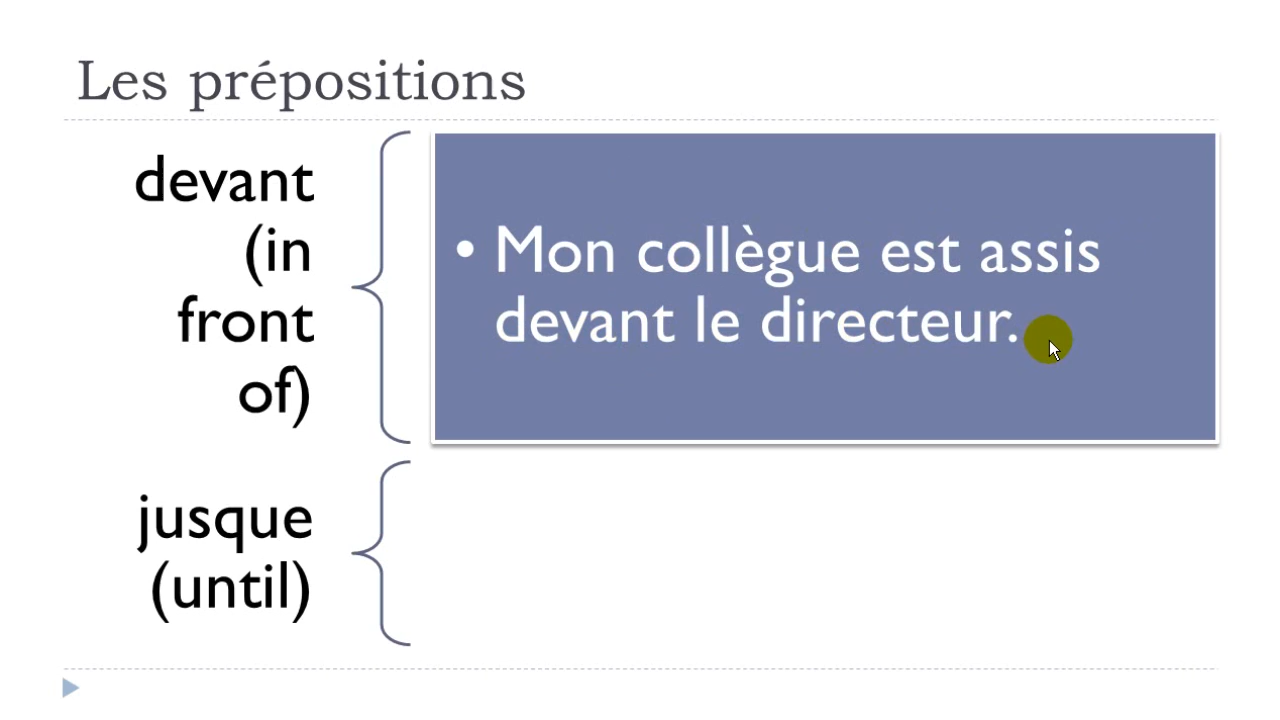 Les prépositions
devant
(in
front
of)
• Mon collègue est assis
devant le directeur.
jusque
(until)